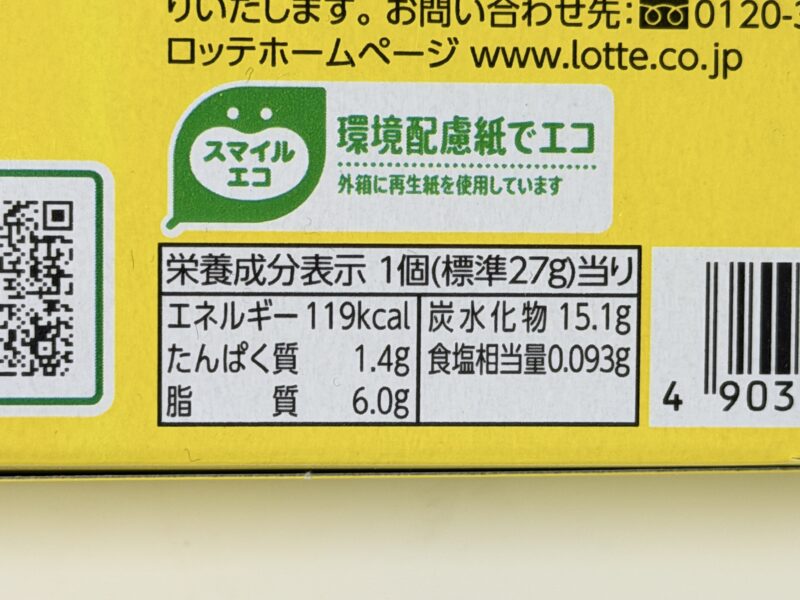 りいたします。お問い合わせ先:0120-3
ロッテホームページ www.lotte.co.jp
スマイル
エコ
環境配慮紙でエコ
外箱に再生紙を使用しています
栄養成分表示 1個(標準27g)当り
エネルギー 119kcal 炭水化物 15.1g
たんぱく質 1.4g 食塩相当量0.093g
脂質 6.0g
4 903